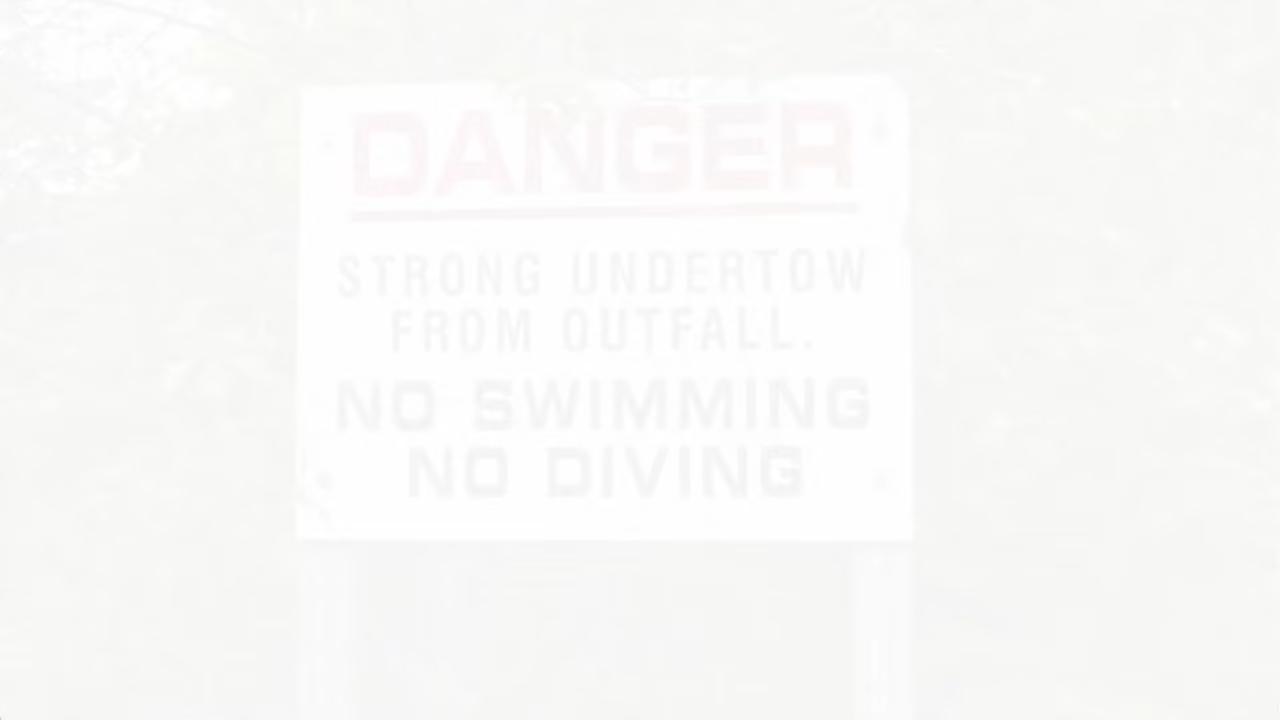 DANGER
STRONG UNDERTOW
FROM OUTFALL.
NO SWIMMING
NO DIVING